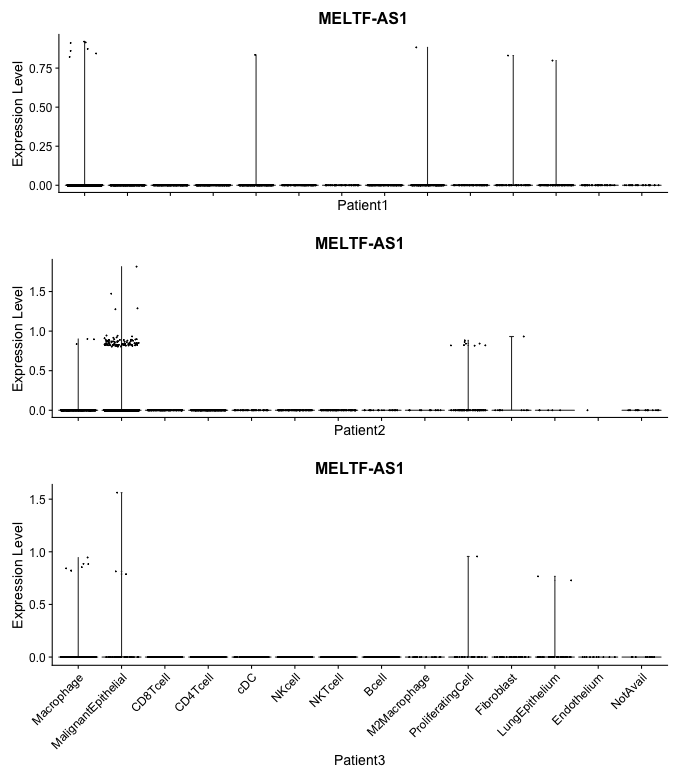 MELTF-AS1
Expression Level
0.75
0.50
0.25
0.00
Patient1
MELTF-AS1
Expression Level
1.5
1.0
0.5
0.0
Patient2
MELTF-AS1
Expression Level
1.5
1.0
0.5
0.0
Macrophage
MalignantEpithelial
CD8Tcell
CD4Tcell
cDC
NKcell
NKTcell
Bcell
M2Macrophage
ProliferatingCell
Fibroblast
LungEpithelium
Endothelium
NotAvail
Patient3